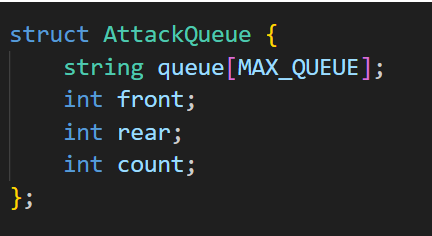 struct AttackQueue {
    string queue[MAX_QUEUE];
    int front;
    int rear;
    int count;
};